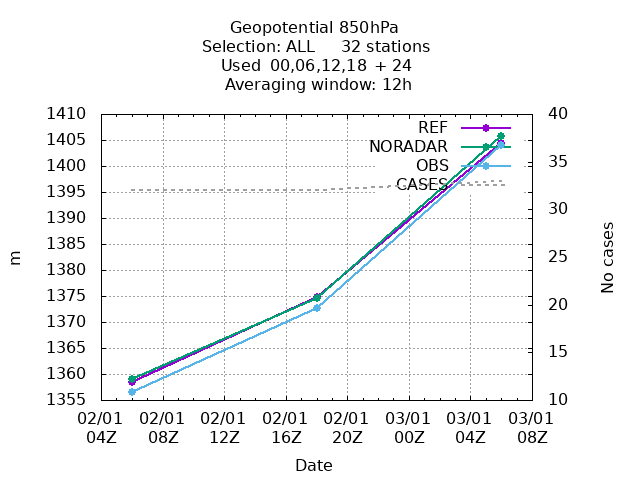 Geopotential 850hPa
Selection: ALL     32 stations
Used  00,06,12,18  + 24
Averaging window: 12h
1410
1405
1400
1395
1390
1385
1380
1375
1370
1365
1360
1355
m
REF
NORADAR
OBS
CASES
40
35
30
25
20
15
10
No cases
02/01 02/01 02/01 02/01 02/01 03/01 03/01 03/01
04Z 08Z 12Z 16Z 20Z 00Z 04Z 08Z
Date